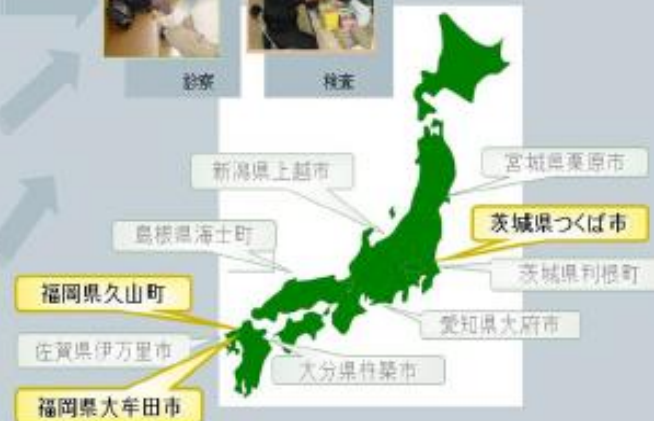 診察
検査
新潟県上越市
宮城県栗原市
島根県海士町
茨城県つくば市
茨城県利根町
福岡県久山町
愛知県大府市
佐賀県伊万里市
大分県杵築市
福岡県大牟田市